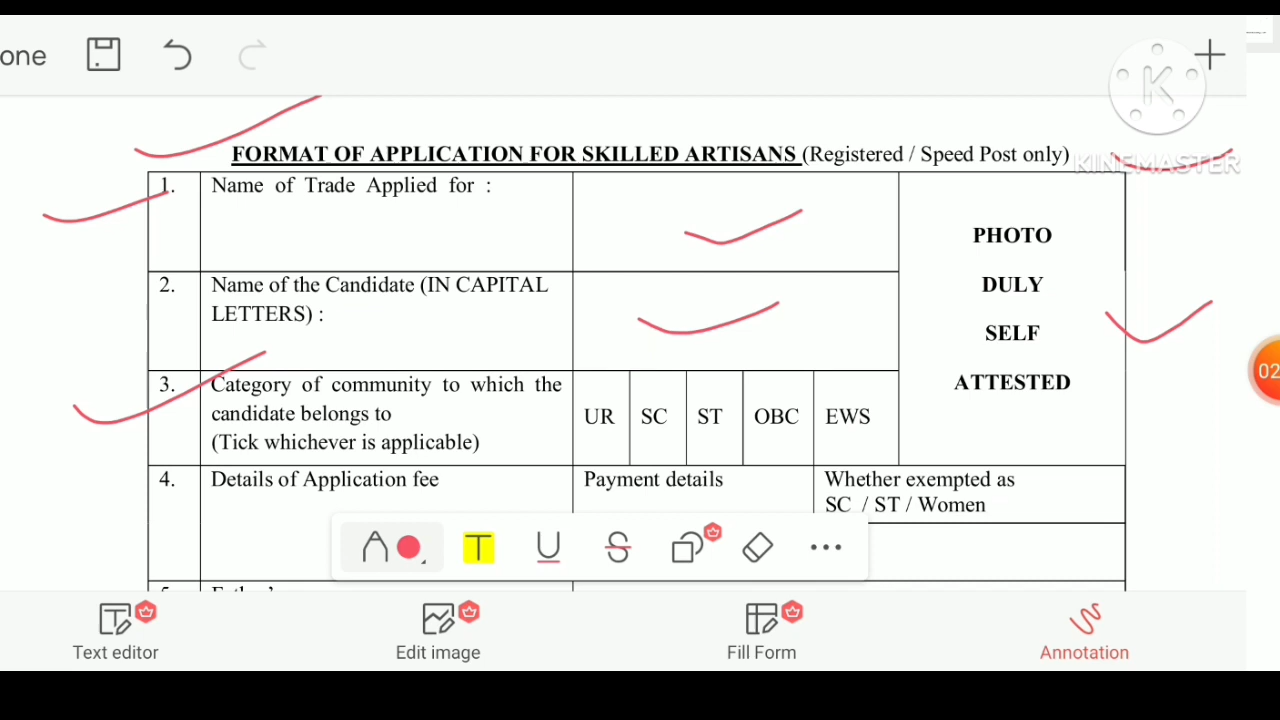 one
KINEMASTER
FORMAT OF APPLICATION FOR SKILLED ARTISANS (Registered / Speed Post only)
1. Name of Trade Applied for :
PHOTO
DULY
SELF
ATTESTED
2. Name of the Candidate (IN CAPITAL
LETTERS) :
3. Category of community to which the
candidate belongs to
(Tick whichever is applicable)
UR SC ST OBC EWS
4. Details of Application fee
Payment details
Whether exempted as
SC / ST / Women
02
Text editor
Edit image
Fill Form
Annotation